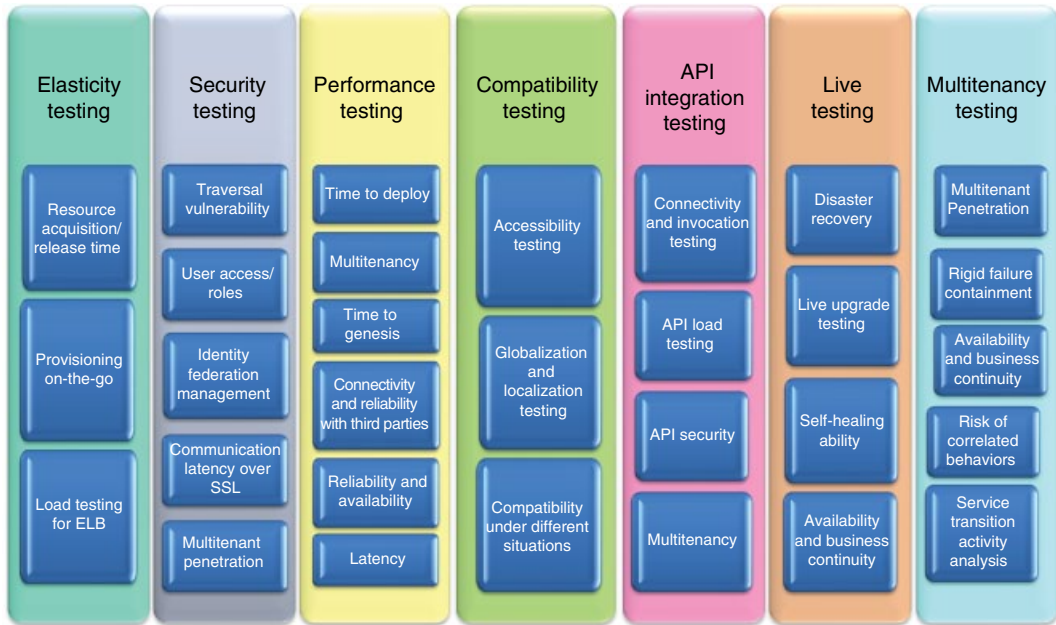 Elasticity
testing
Resource
acquisition/
release time
Provisioning
on-the-go
Load testing
for ELB
Security
testing
Traversal
vulnerability
User access/
roles
Identity
federation
management
Communication
latency over
SSL
Multitenant
penetration
Performance
testing
Time to deploy
Multitenancy
Time to
genesis
Connectivity
and reliability
with third parties
Reliability and
availability
Latency
Compatibility
testing
Accessibility
testing
Globalization
and
localization
testing
Compatibility
under different
situations
API
integration
testing
Connectivity
and invocation
testing
API load
testing
API security
Multitenancy
Live
testing
Disaster
recovery
Live upgrade
testing
Self-healing
ability
Availability
and business
continuity
Multitenancy
testing
Multitenant
Penetration
Rigid failure
containment
Availability
and business
continuity
Risk of
correlated
behaviors
Service
transition
activity
analysis